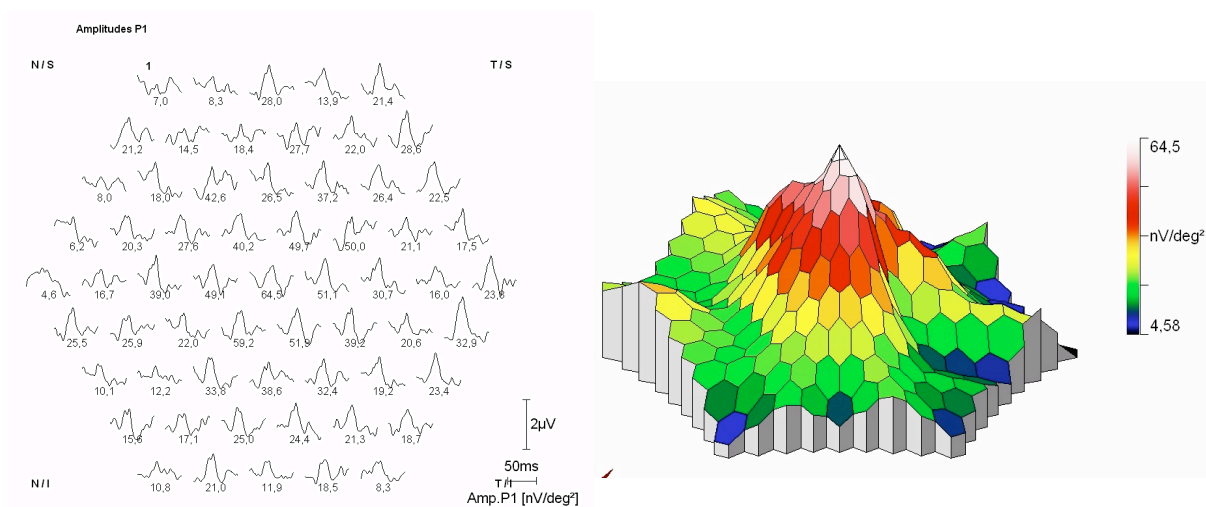 Amplitudes P1
N / S 1 T / S
7,0 8,3 28,0 13,9 21,4
21,2 14,5 18,4 27,7 22,0 28,6
8,0 18,0 42,6 26,5 37,2 26,4 22,5
6,2 20,3 27,6 40,2 49,7 50,0 21,1 17,5
4,6 16,7 39,0 49,1 64,5 51,1 30,7 16,0 23,8
25,5 25,9 22,0 59,2 51,9 39,2 20,6 32,9
10,1 12,2 33,8 38,6 32,4 19,2 23,4
15,6 17,1 25,0 24,4 21,3 18,7
2µV
10,8 21,0 11,9 18,5 8,3
50ms
N / I T / I
Amp.P1 [nV/deg²]
64,5
nV/deg²
4,58